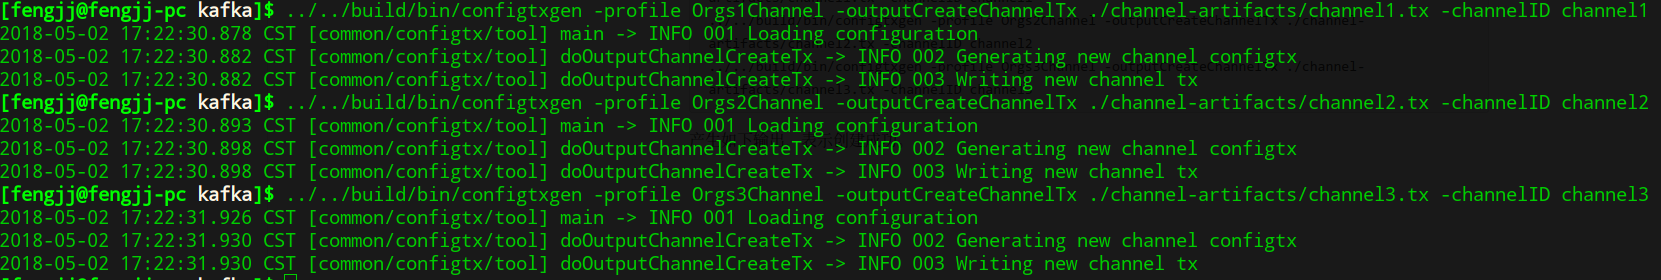 [fengjj@fengjj-pc kafka]$ ../../build/bin/configtxgen -profile Orgs1Channel -outputCreateChannelTx ./channel-artifacts/channel1.tx -channelID channel1
2018-05-02 17:22:30.878 CST [common/configtx/tool] main -> INFO 001 Loading configuration
2018-05-02 17:22:30.882 CST [common/configtx/tool] doOutputChannelCreateTx -> INFO 002 Generating new channel configtx
2018-05-02 17:22:30.882 CST [common/configtx/tool] doOutputChannelCreateTx -> INFO 003 Writing new channel tx
[fengjj@fengjj-pc kafka]$ ../../build/bin/configtxgen -profile Orgs2Channel -outputCreateChannelTx ./channel-artifacts/channel2.tx -channelID channel2
2018-05-02 17:22:30.893 CST [common/configtx/tool] main -> INFO 001 Loading configuration
2018-05-02 17:22:30.898 CST [common/configtx/tool] doOutputChannelCreateTx -> INFO 002 Generating new channel configtx
2018-05-02 17:22:30.898 CST [common/configtx/tool] doOutputChannelCreateTx -> INFO 003 Writing new channel tx
[fengjj@fengjj-pc kafka]$ ../../build/bin/configtxgen -profile Orgs3Channel -outputCreateChannelTx ./channel-artifacts/channel3.tx -channelID channel3
2018-05-02 17:22:31.926 CST [common/configtx/tool] main -> INFO 001 Loading configuration
2018-05-02 17:22:31.930 CST [common/configtx/tool] doOutputChannelCreateTx -> INFO 002 Generating new channel configtx
2018-05-02 17:22:31.930 CST [common/configtx/tool] doOutputChannelCreateTx -> INFO 003 Writing new channel tx
[fengjj@fengjj-pc kafka]$